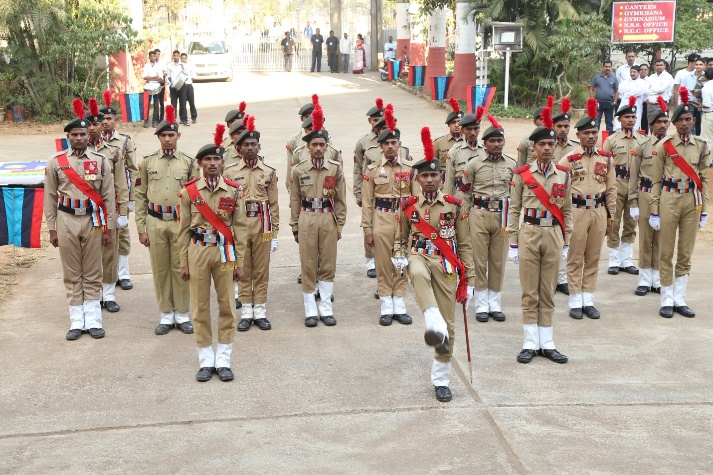 CANTEEN
GYMKHANA
GYMNASIUM
N.S.S. OFFICE
N.C.C. OFFICE